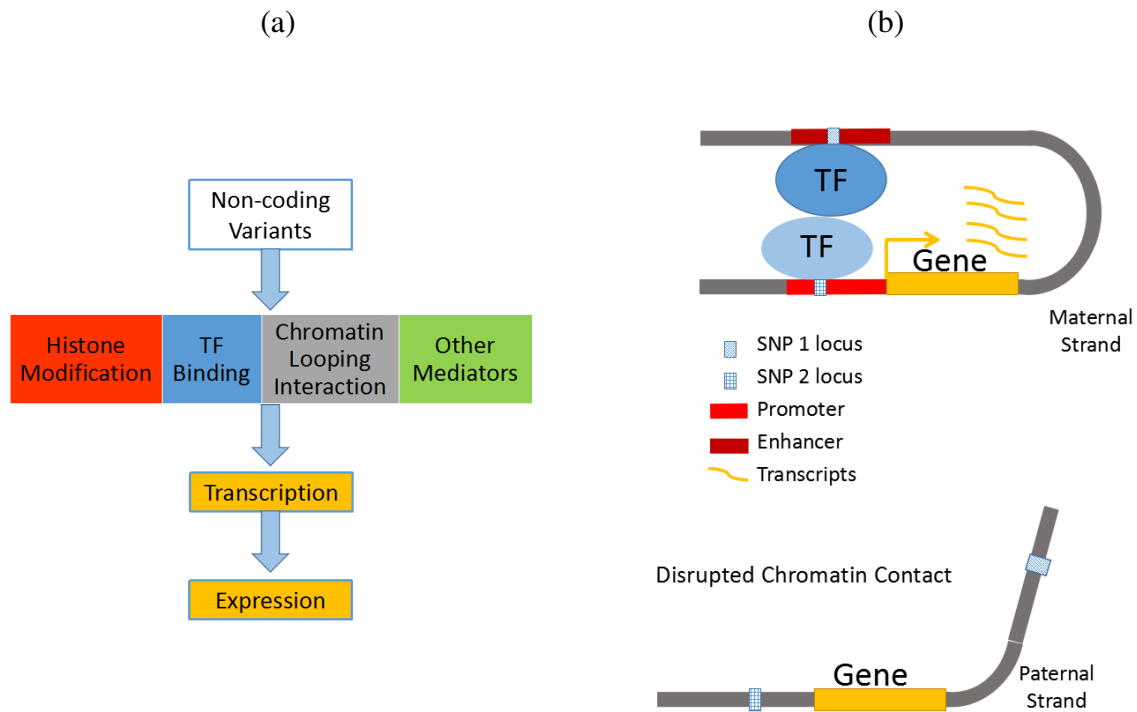 (a)
Non-coding
Variants
Histone
Modification
TF
Binding
Chromatin
Looping
Interaction
Other
Mediators
Transcription
Expression
(b)
TF
TF
Gene
Maternal
Strand
SNP 1 locus
SNP 2 locus
Promoter
Enhancer
Transcripts
Disrupted Chromatin Contact
Gene
Paternal
Strand